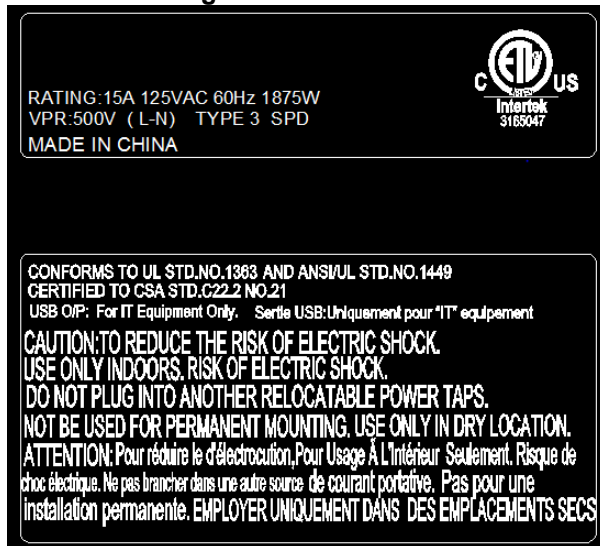 RATING:15A 125VAC 60Hz 1875W
VPR:500V ( L-N) TYPE 3 SPD
MADE IN CHINA
ETL
C US
LISTED
Intertek
3165047
CONFORMS TO UL STD.NO.1363 AND ANSI/UL STD.NO.1449
CERTIFIED TO CSA STD.C22.2 NO.21
USB O/P: For IT Equipment Only. Sertie USB:Uniquement pour "IT" equipement
CAUTION:TO REDUCE THE RISK OF ELECTRIC SHOCK.
USE ONLY INDOORS. RISK OF ELECTRIC SHOCK.
DO NOT PLUG INTO ANOTHER RELOCATABLE POWER TAPS.
NOT BE USED FOR PERMANENT MOUNTING. USE ONLY IN DRY LOCATION.
ATTENTION: Pour réduire le d'électrocution,Pour Usage À L'Intérieur Seulement. Risque de
choc électrique. Ne pas brancher dans une autre source de courant portative. Pas pour une
installation permanente. EMPLOYER UNIQUEMENT DANS DES EMPLACEMENTS SECS